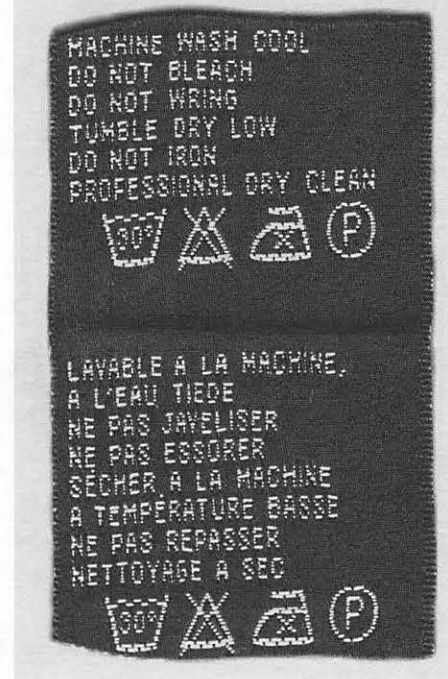 MACHINE WASH COOL
DO NOT BLEACH
DO NOT WRING
TUMBLE DRY LOW
DO NOT IRON
PROFESSIONAL DRY CLEAN
30° P
LAVABLE A LA MACHINE,
A L'EAU TIEDE
NE PAS JAVELISER
NE PAS ESSORER
SECHER A LA MACHINE
A TEMPERATURE BASSE
NE PAS REPASSER
NETTOYAGE A SEC
30° P